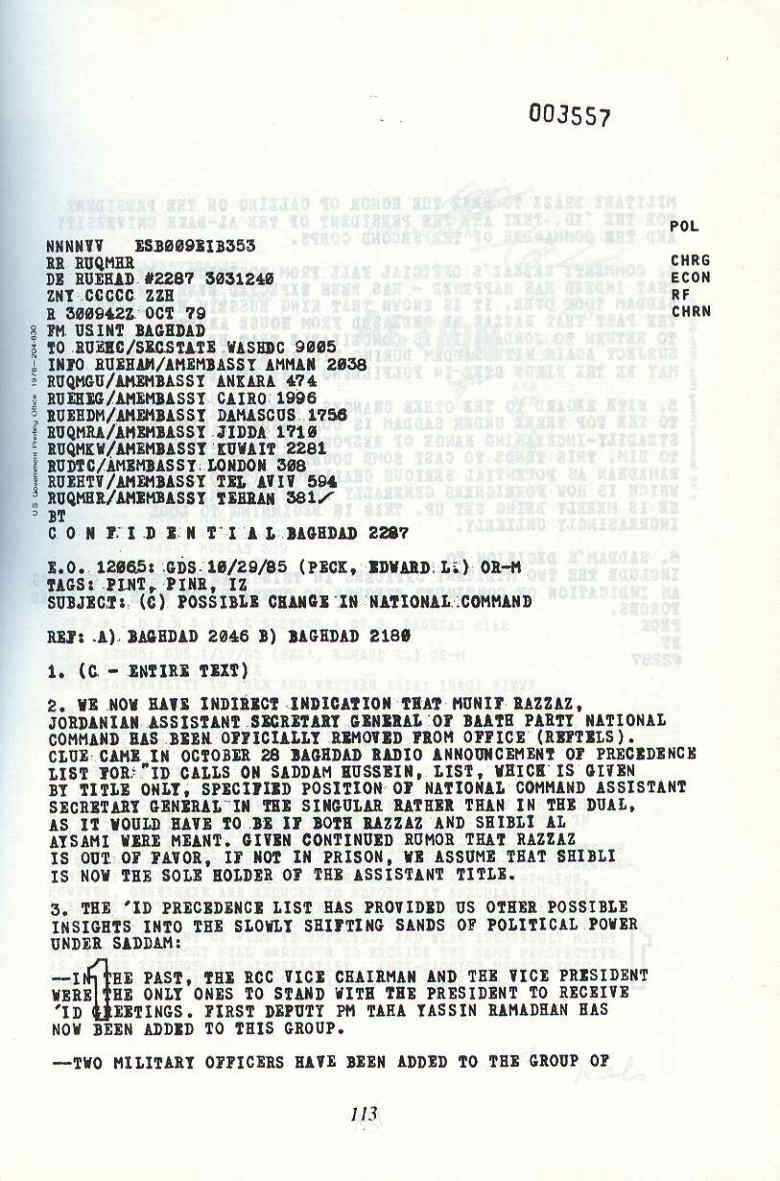 003557
POL
NNNNVV ESB009BIB353
RR RUQMHR
CHRG
DE RUEHAD #2287 3031240
ECON
ZNY CCCCC ZZH
RF
R 300942Z OCT 79
CHRN
FM USINT BAGHDAD
TO RUEHC/SECSTATE WASHDC 9005
INFO RUEHAM/AMEMBASSY AMMAN 2038
RUQMGU/AMEMBASSY ANKARA 474
RUEHEG/AMEMBASSY CAIRO 1996
RUEHDM/AMEMBASSY DAMASCUS 1756
RUQMRA/AMEMBASSY JIDDA 1710
RUQMKW/AMEMBASSY KUWAIT 2281
RUDTC/AMEMBASSY LONDON 308
RUEHTV/AMEMBASSY TEL AVIV 594
RUQMHR/AMEMBASSY TEHRAN 381
BT
C O N F I D E N T I A L BAGHDAD 2287
E.O. 12065: GDS 10/29/85 (PECK, EDWARD L.) OR-M
TAGS: PINT, PINR, IZ
SUBJECT: (C) POSSIBLE CHANGE IN NATIONAL COMMAND
REF: A) BAGHDAD 2046 B) BAGHDAD 2180
1. (C - ENTIRE TEXT)
2. WE NOW HAVE INDIRECT INDICATION THAT MUNIF RAZZAZ,
JORDANIAN ASSISTANT SECRETARY GENERAL OF BAATH PARTY NATIONAL
COMMAND HAS BEEN OFFICIALLY REMOVED FROM OFFICE (REFTELS).
CLUE CAME IN OCTOBER 28 BAGHDAD RADIO ANNOUNCEMENT OF PRECEDENCE
LIST FOR "ID CALLS ON SADDAM HUSSEIN, LIST, WHICH IS GIVEN
BY TITLE ONLY, SPECIFIED POSITION OF NATIONAL COMMAND ASSISTANT
SECRETARY GENERAL IN THE SINGULAR RATHER THAN IN THE DUAL,
AS IT WOULD HAVE TO BE IF BOTH RAZZAZ AND SHIBLI AL
AYSAMI WERE MEANT. GIVEN CONTINUED RUMOR THAT RAZZAZ
IS OUT OF FAVOR, IF NOT IN PRISON, WE ASSUME THAT SHIBLI
IS NOW THE SOLE HOLDER OF THE ASSISTANT TITLE.
3. THE 'ID PRECEDENCE LIST HAS PROVIDED US OTHER POSSIBLE
INSIGHTS INTO THE SLOWLY SHIFTING SANDS OF POLITICAL POWER
UNDER SADDAM:
--IN THE PAST, THE RCC VICE CHAIRMAN AND THE VICE PRESIDENT
WERE THE ONLY ONES TO STAND WITH THE PRESIDENT TO RECEIVE
'ID GREETINGS. FIRST DEPUTY PM TAHA YASSIN RAMADHAN HAS
NOW BEEN ADDED TO THIS GROUP.
--TWO MILITARY OFFICERS HAVE BEEN ADDED TO THE GROUP OF
113
US Government Printing Office 1978-204-630